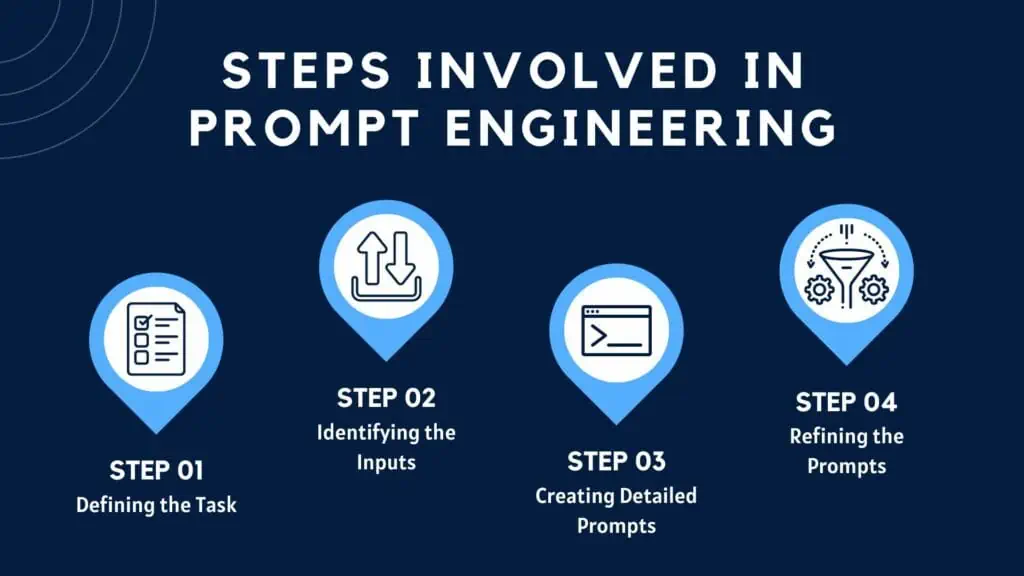 STEPS INVOLVED IN
PROMPT ENGINEERING
STEP 01
Defining the Task
STEP 02
Identifying the
Inputs
STEP 03
Creating Detailed
Prompts
STEP 04
Refining the
Prompts